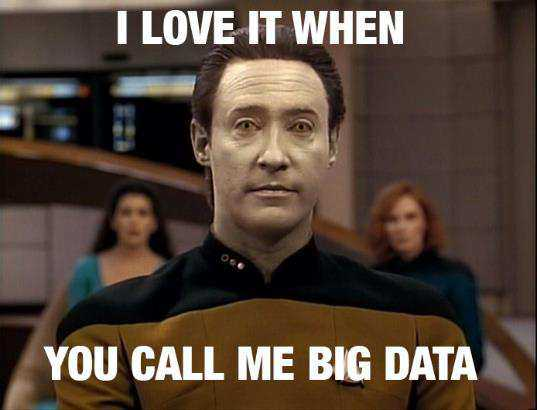 I LOVE IT WHEN
YOU CALL ME BIG DATA